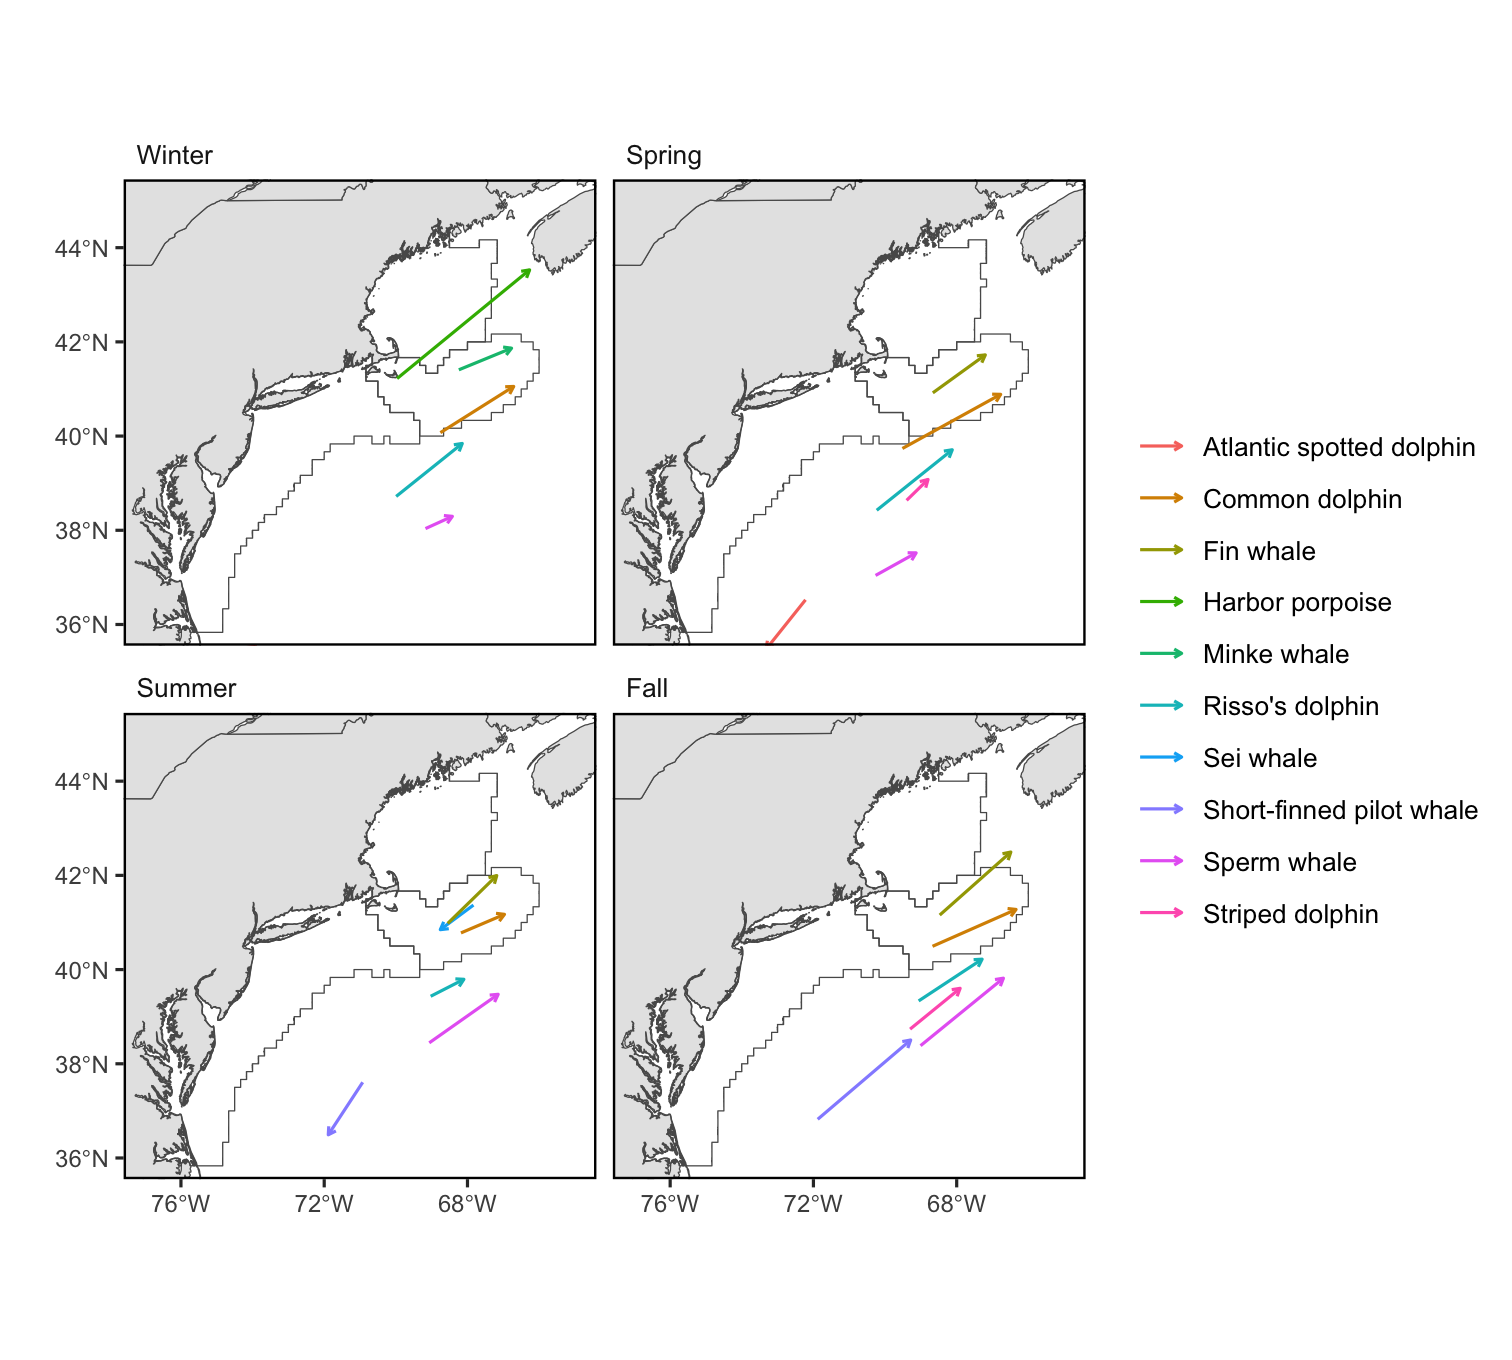 Winter
Spring
44°N
42°N
40°N
38°N
36°N
Summer
Fall
44°N
42°N
40°N
38°N
36°N
76°W
72°W
68°W
76°W
72°W
68°W
Atlantic spotted dolphin
Common dolphin
Fin whale
Harbor porpoise
Minke whale
Risso's dolphin
Sei whale
Short-finned pilot whale
Sperm whale
Striped dolphin